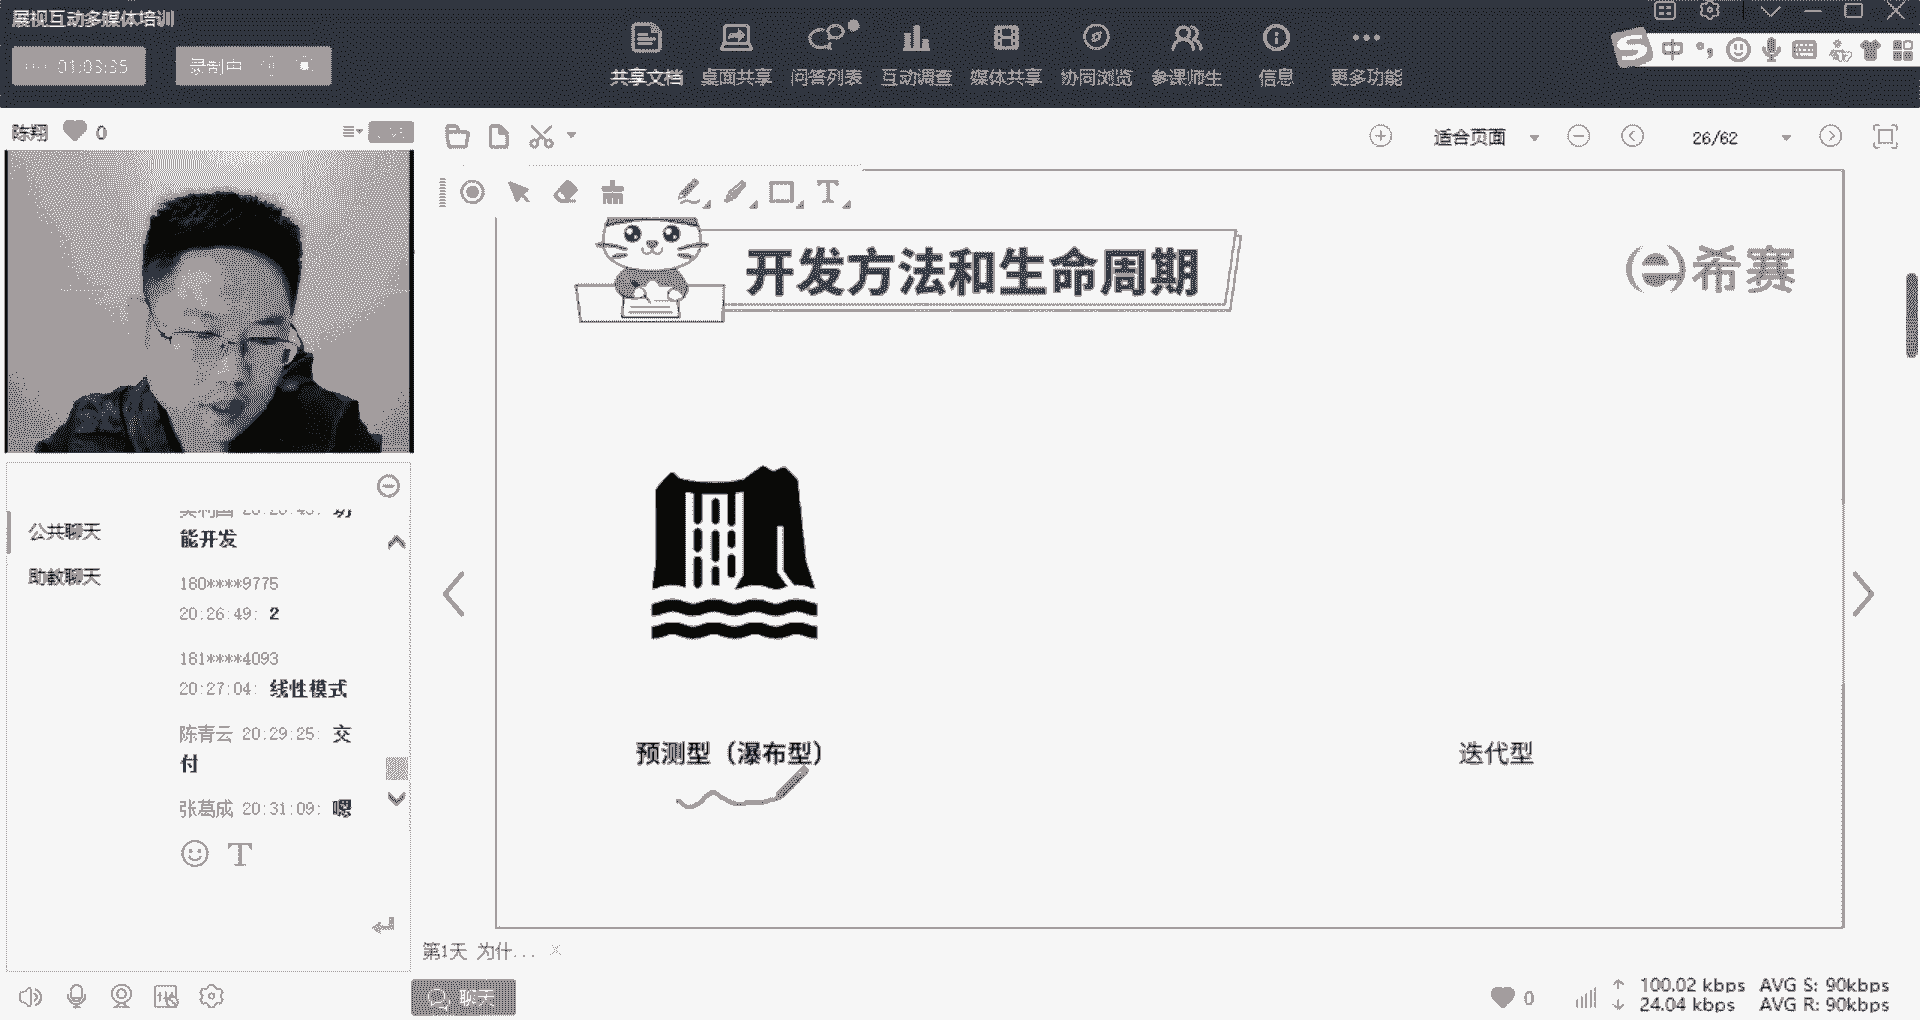 展视互动多媒体培训
01:03:35
录制中
共享文档 桌面共享 问答列表 互动调查 媒体共享 协同浏览 参课师生 信息 更多功能
中
陈翔 0
适合页面
26/62
T
开发方法和生命周期
希赛
公共聊天
助教聊天
能开发
180****9775
20:26:49: 2
181****4093
20:27:04: 线性模式
陈青云 20:29:25: 交
付
张葛成 20:31:09: 嗯
T
预测型（瀑布型）
迭代型
第1天 为什...
聊天
0
100.02 kbps AVG S: 90kbps
24.04 kbps AVG R: 90kbps